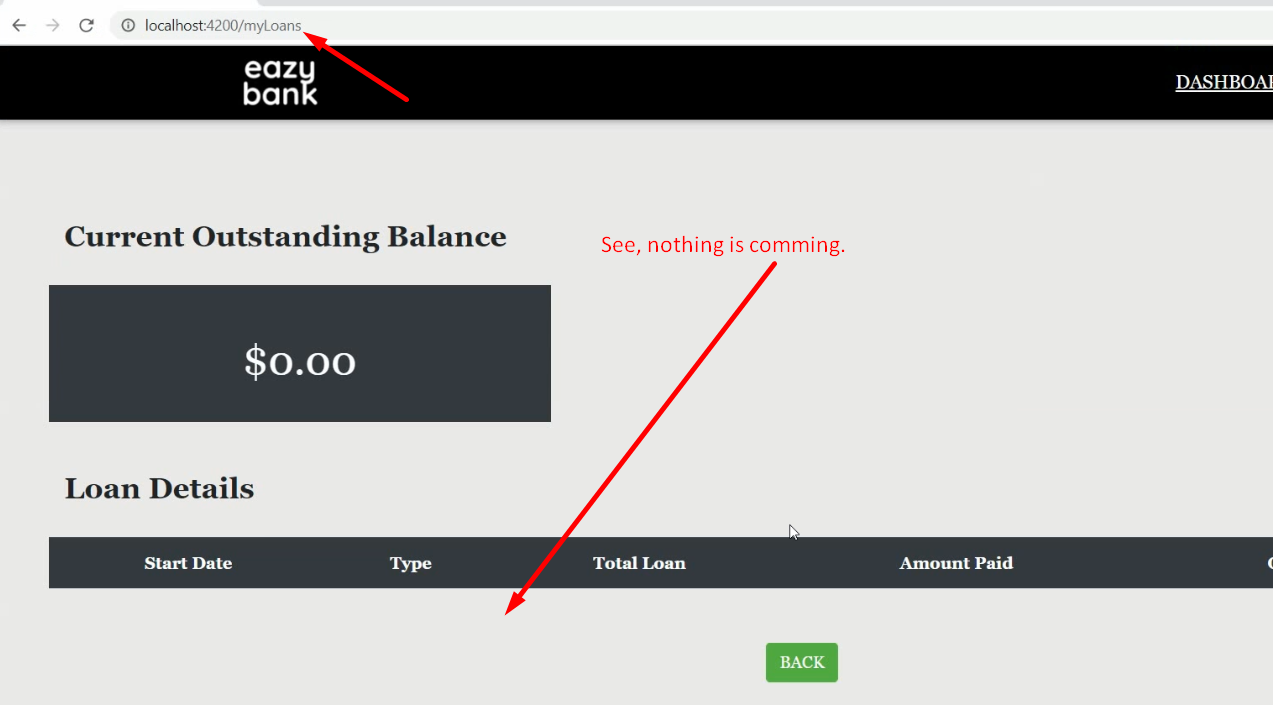 localhost:4200/myLoans
eazy
bank
DASHBOAR
Current Outstanding Balance
See, nothing is comming.
$0.00
Loan Details
Start Date Type Total Loan Amount Paid
BACK